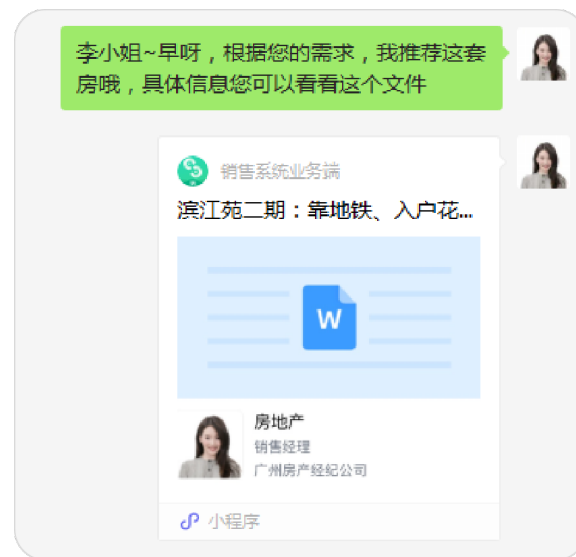 李小姐~早呀，根据您的需求，我推荐这套
房哦，具体信息您可以看看这个文件
销售系统业务端
滨江苑二期：靠地铁、入户花...
W
房地产
销售经理
广州房产经纪公司
小程序